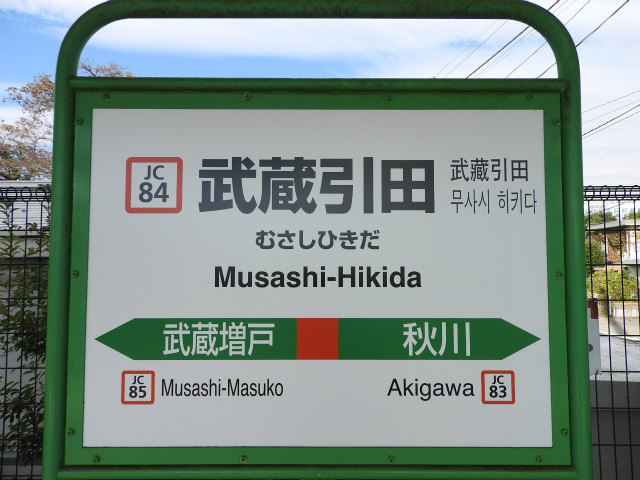 JC
84
武蔵引田
武藏引田
무사시 히키다
むさしひきだ
Musashi-Hikida
武蔵増戸
秋川
JC
85
Musashi-Masuko
Akigawa
JC
83